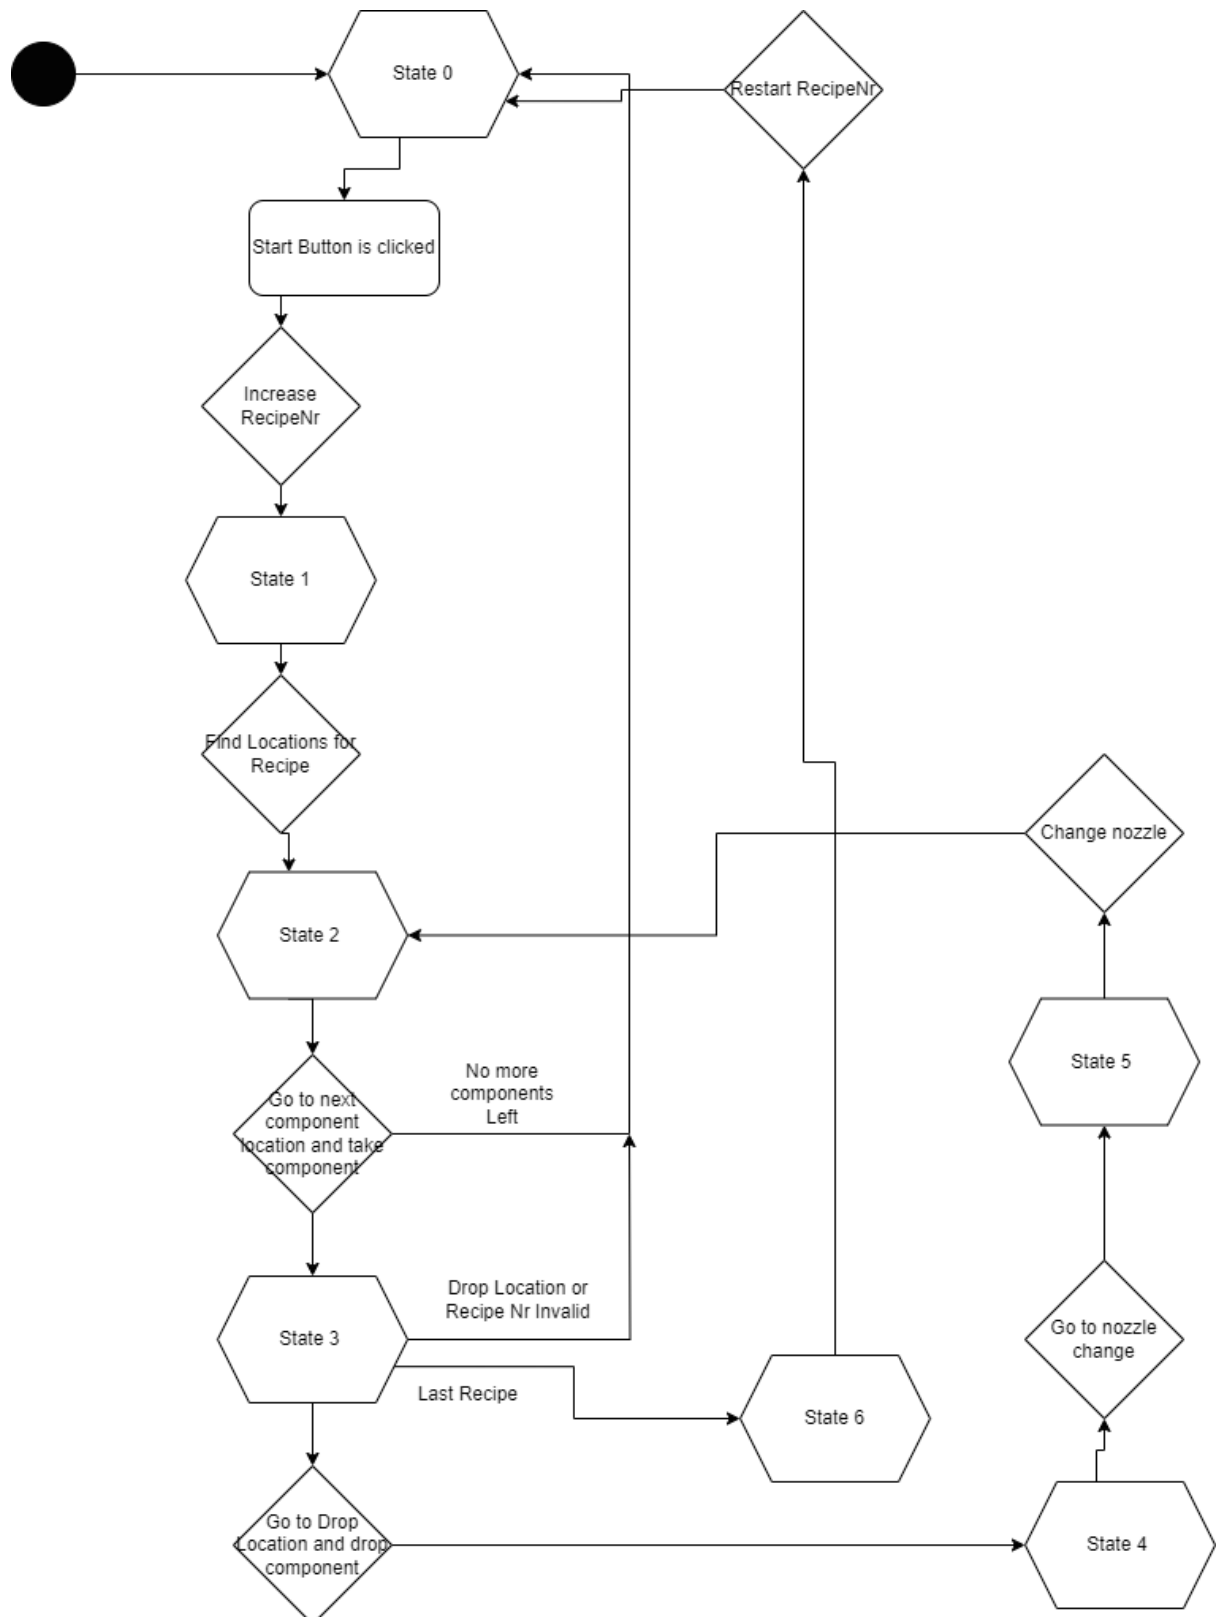 State 0
Restart RecipeNr
Start Button is clicked
Increase
RecipeNr
State 1
Find Locations for
Recipe
Change nozzle
State 2
State 5
No more
components
Left
Go to next
component
location and take
component
Drop Location or
Recipe Nr Invalid
State 3
Go to nozzle
change
Last Recipe
State 6
Go to Drop
Location and drop
component
State 4